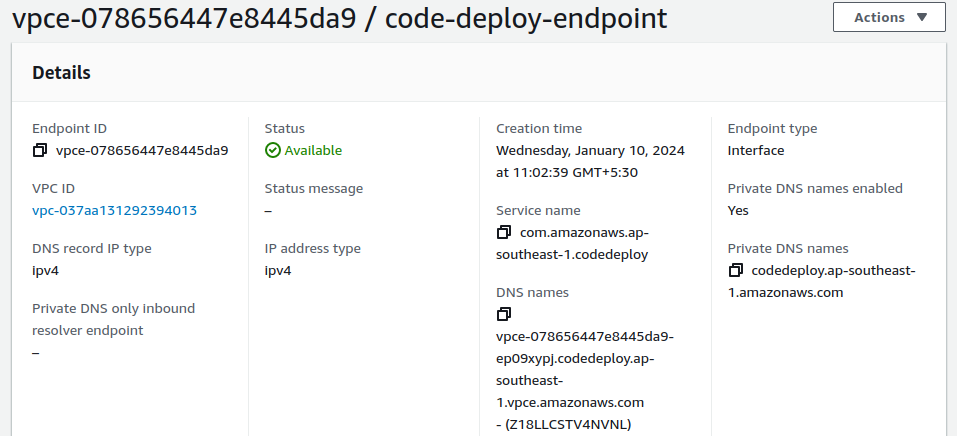 vpce-078656447e8445da9 / code-deploy-endpoint
Actions
Details
Endpoint ID
vpce-078656447e8445da9
VPC ID
vpc-037aa131292394013
DNS record IP type
ipv4
Private DNS only inbound
resolver endpoint
–
Status
Available
Status message
–
IP address type
ipv4
Creation time
Wednesday, January 10, 2024
at 11:02:39 GMT+5:30
Service name
com.amazonaws.ap-
southeast-1.codedeploy
DNS names
vpce-078656447e8445da9-
ep09xypj.codedeploy.ap-
southeast-
1.vpce.amazonaws.com
- (Z18LLCSTV4NVNL)
Endpoint type
Interface
Private DNS names enabled
Yes
Private DNS names
codedeploy.ap-southeast-
1.amazonaws.com